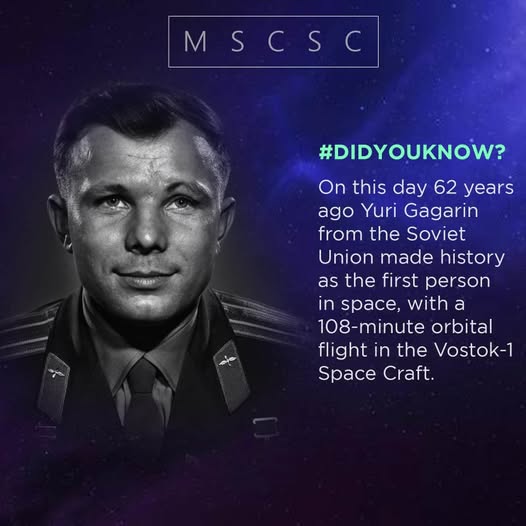 M S C S C
#DIDYOUKNOW?
On this day 62 years
ago Yuri Gagarin
from the Soviet
Union made history
as the first person
in space, with a
108-minute orbital
flight in the Vostok-1
Space Craft.